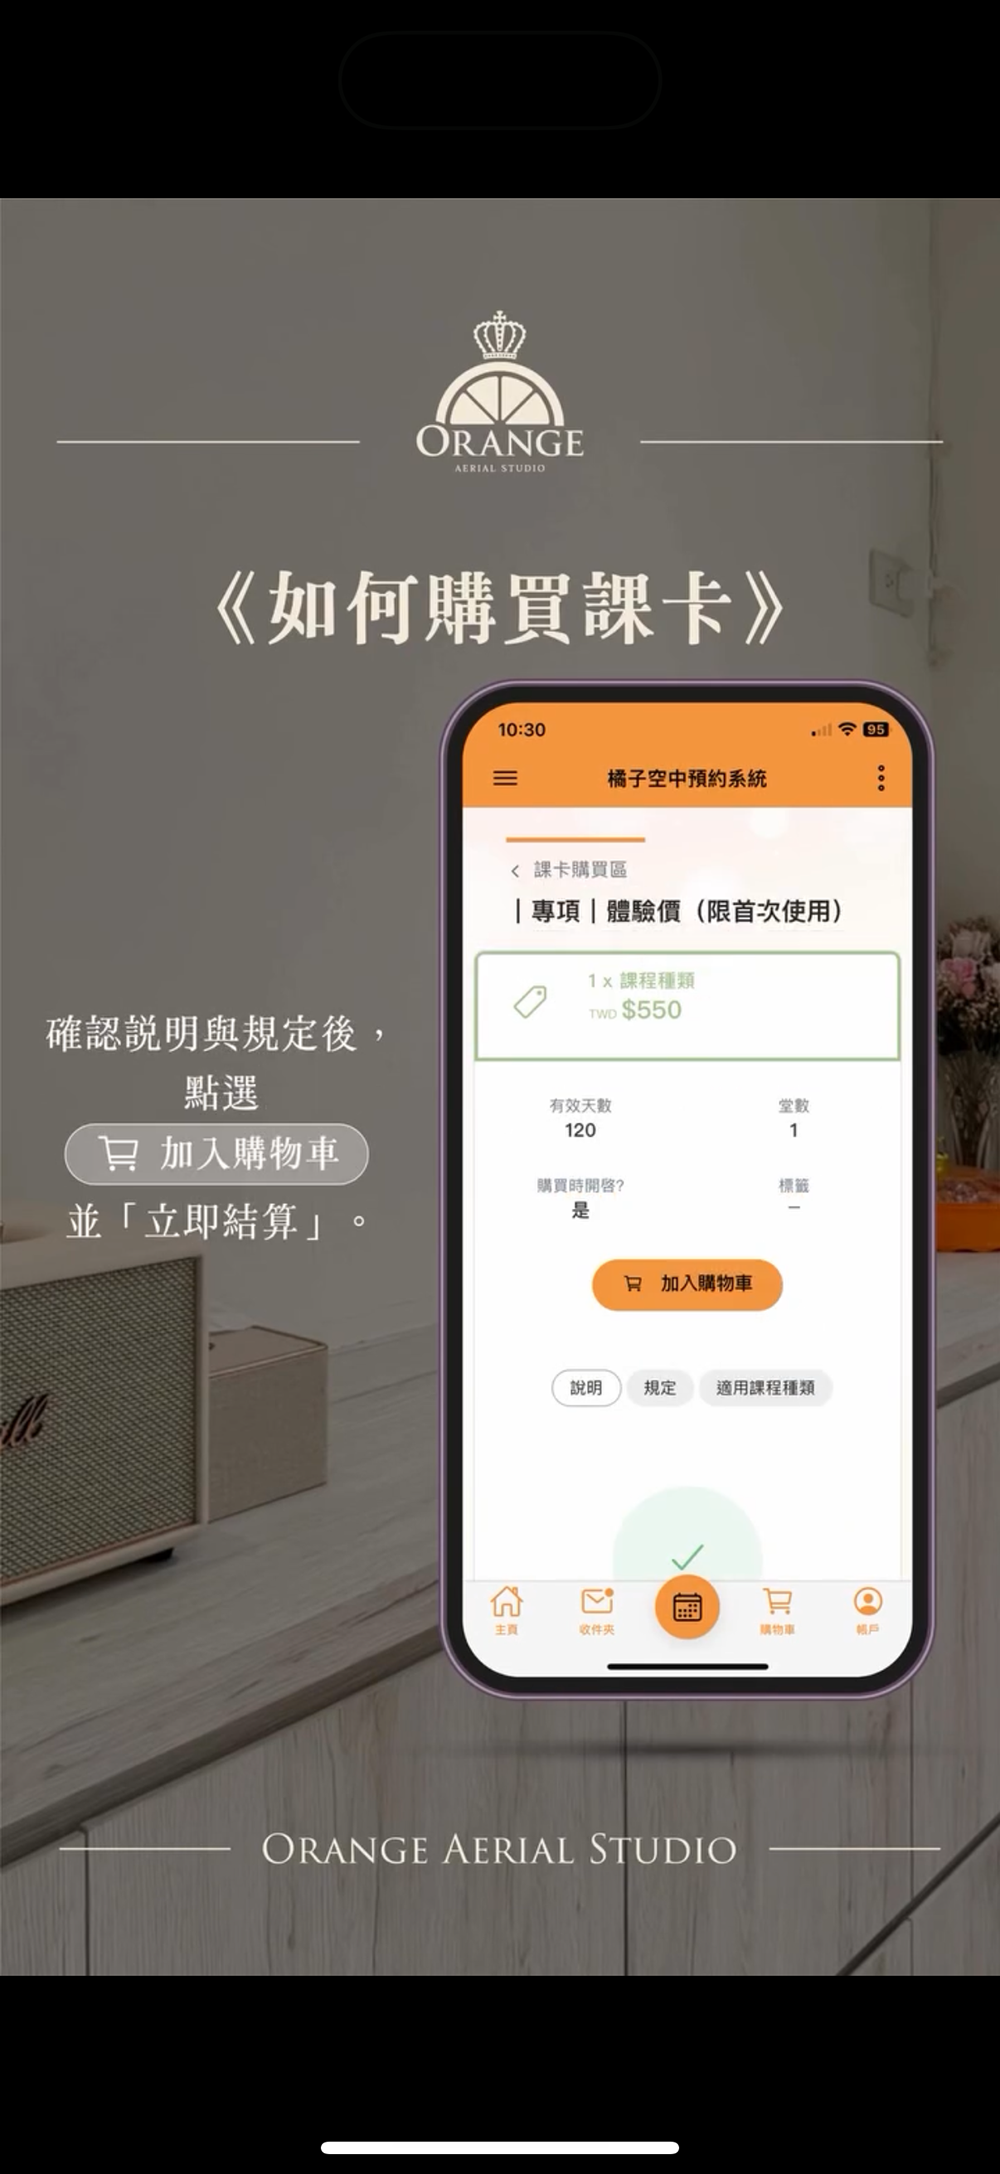 ORANGE
AERIAL STUDIO
《如何購買課卡》
確認説明與規定後，
點選
加入購物車
並「立即結算」。
10:30
95
橘子空中預約系統
課卡購買區
｜專項｜體驗價（限首次使用）
1 x 課程種類
TWD $550
有效天數 堂數
120 1
購買時開啓? 標籤
是 —
加入購物車
說明 規定 適用課程種類
主頁 收件夾 購物車 帳戶
ORANGE AERIAL STUDIO